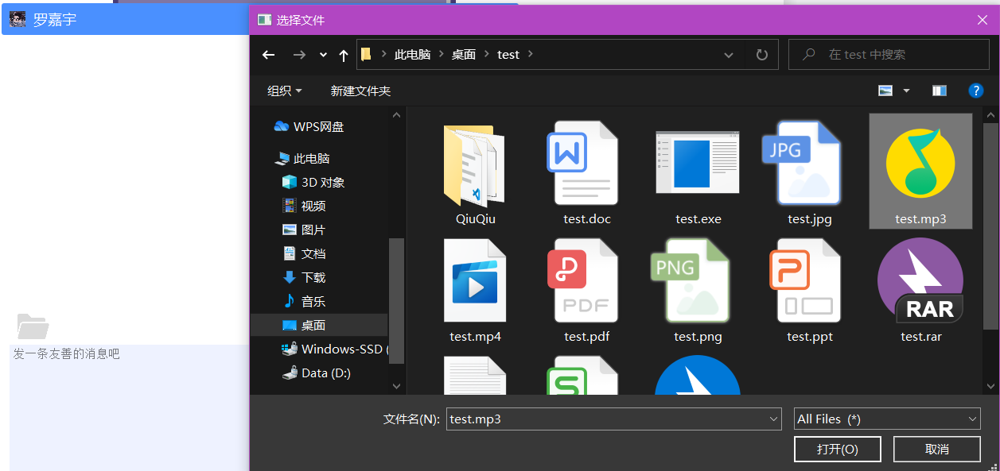 罗嘉宇
选择文件
此电脑 桌面 test
在 test 中搜索
组织 新建文件夹
WPS网盘
此电脑
3D 对象
视频
图片
文档
下载
音乐
桌面
Windows-SSD (
Data (D:)
W JPG
QiuQiu test.doc test.exe test.jpg test.mp3
PDF PNG P RAR
test.mp4 test.pdf test.png test.ppt test.rar
S
发一条友善的消息吧
文件名(N): test.mp3 All Files (*)
打开(O) 取消